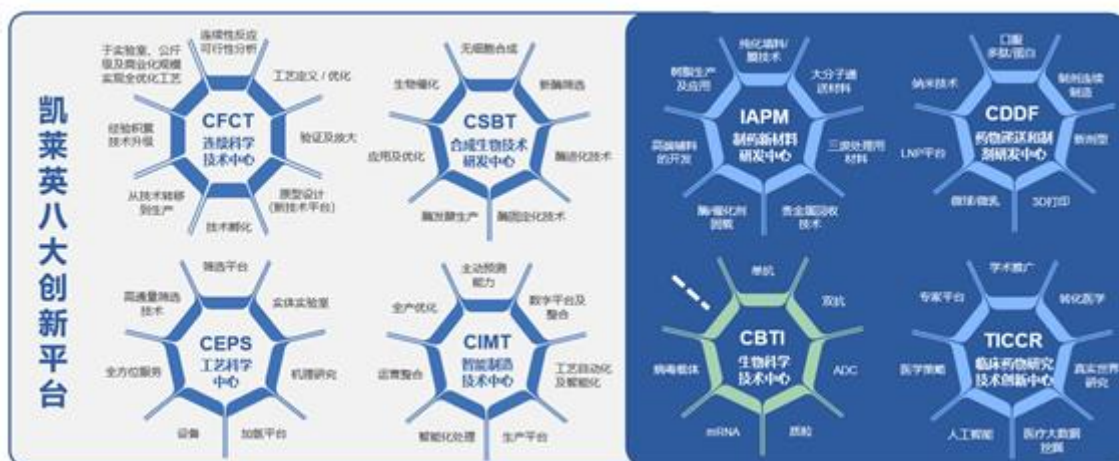 凯莱英八大创新平台
连续性反应
可行性分析
于实验室、公斤
级及商业化规模
实现全优化工艺
工艺定义 / 优化
经验积累
技术升级
验证及放大
从技术转移
到生产
原型设计
(新技术平台)
技术孵化
CFCT
连续科学
技术中心
无细胞合成
生物催化
新酶筛选
应用及优化
酶进化技术
酶发酵生产
酶固定化技术
CSBT
合成生物技术
研发中心
纯化填料/
膜技术
树脂生产
及应用
大分子递
送材料
高端辅料
的开发
三废处理用
材料
酶/催化剂
固载
贵金属回收
技术
IAPM
制药新材料
研发中心
口服
多肽/蛋白
纳米技术
制剂连续
制造
LNP平台
新剂型
微球/微乳
3D打印
CDDF
药物递送和制
剂研发中心
筛选平台
高通量筛选
技术
实体实验室
全方位服务
机理研究
设备
加氢平台
CEPS
工艺科学
中心
主动预测
能力
全产优化
数字平台及
整合
运营整合
工艺自动化
及智能化
智能化处理
生产平台
CIMT
智能制造
技术中心
单抗
双抗
病毒载体
ADC
mRNA
质粒
CBTI
生物科学
技术中心
学术推广
专家平台
转化医学
医学策略
真实世界
研究
人工智能
医疗大数据
挖掘
TICCR
临床药物研究
技术创新中心